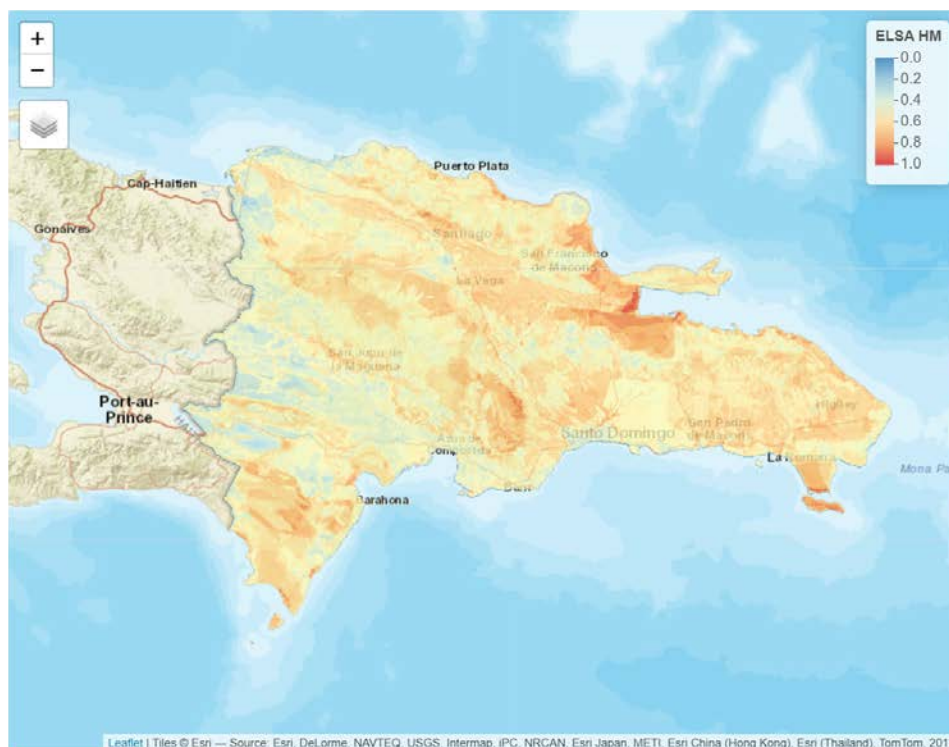 +
−
ELSA HM
0.0
0.2
0.4
0.6
0.8
1.0
Puerto Plata
Cap-Haïtien
Gonaïves
Santiago
San Francisco
de Macoris
La Vega
San Juan de
la Maguana
Port-au-
Prince
Higüey
San Pedro
de Macoris
Santo Domingo
Azua de
La Romana
Mona Pa
Barahona
Bani
Leaflet | Tiles © Esri — Source: Esri, DeLorme, NAVTEQ, USGS, Intermap, iPC, NRCAN, Esri Japan, METI, Esri China (Hong Kong), Esri (Thailand), TomTom, 201